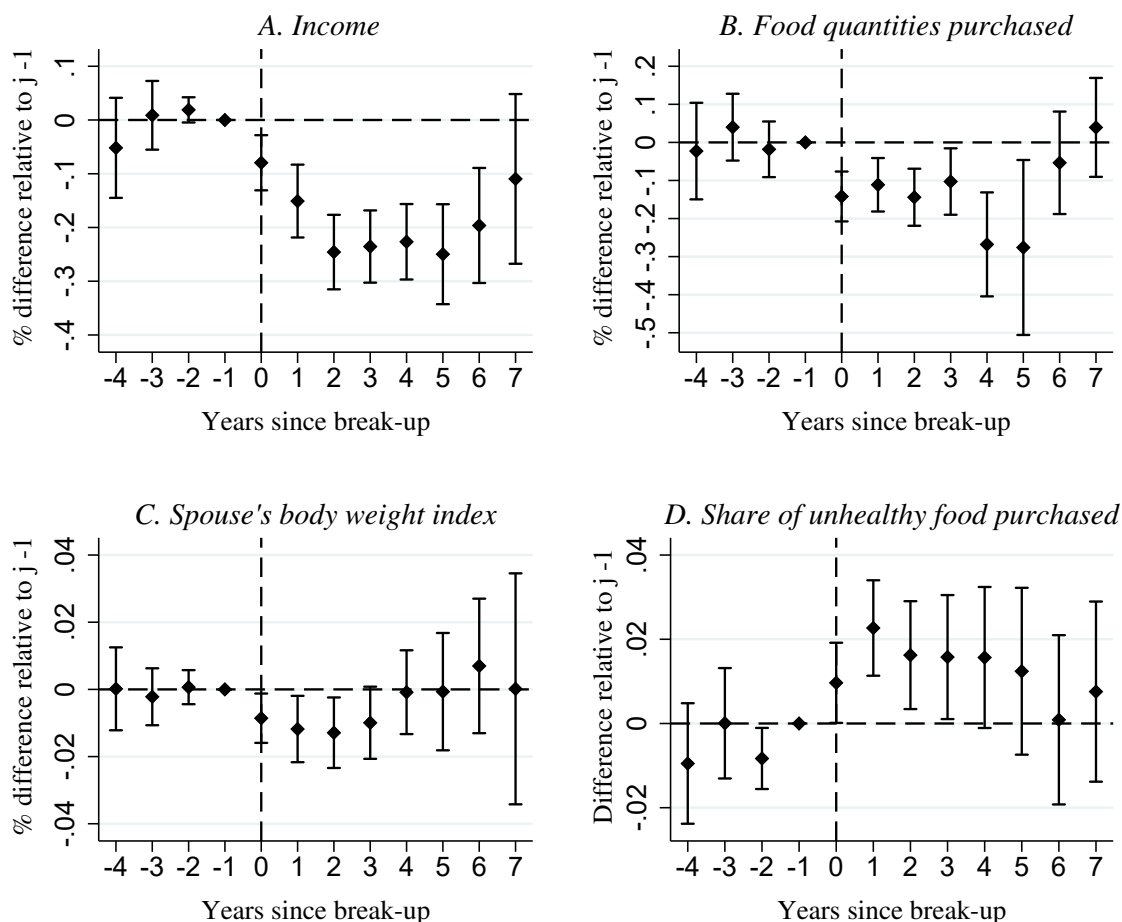 A. Income
% difference relative to j -1
.1
0
-.1
-.2
-.3
-.4
-4 -3 -2 -1 0 1 2 3 4 5 6 7
Years since break-up
B. Food quantities purchased
% difference relative to j -1
.2
.1
0
-.1
-.2
-.3
-.4
-.5
-4 -3 -2 -1 0 1 2 3 4 5 6 7
Years since break-up
C. Spouse's body weight index
% difference relative to j -1
.04
.02
0
-.02
-.04
-4 -3 -2 -1 0 1 2 3 4 5 6 7
Years since break-up
D. Share of unhealthy food purchased
Difference relative to j -1
.04
.02
0
-.02
-4 -3 -2 -1 0 1 2 3 4 5 6 7
Years since break-up